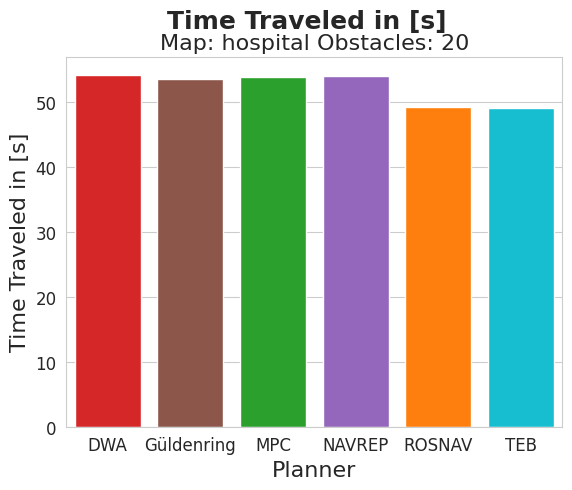 Time Traveled in [s]
Map: hospital Obstacles: 20
Time Traveled in [s]
50
40
30
20
10
0
DWA Güldenring MPC NAVREP ROSNAV TEB
Planner